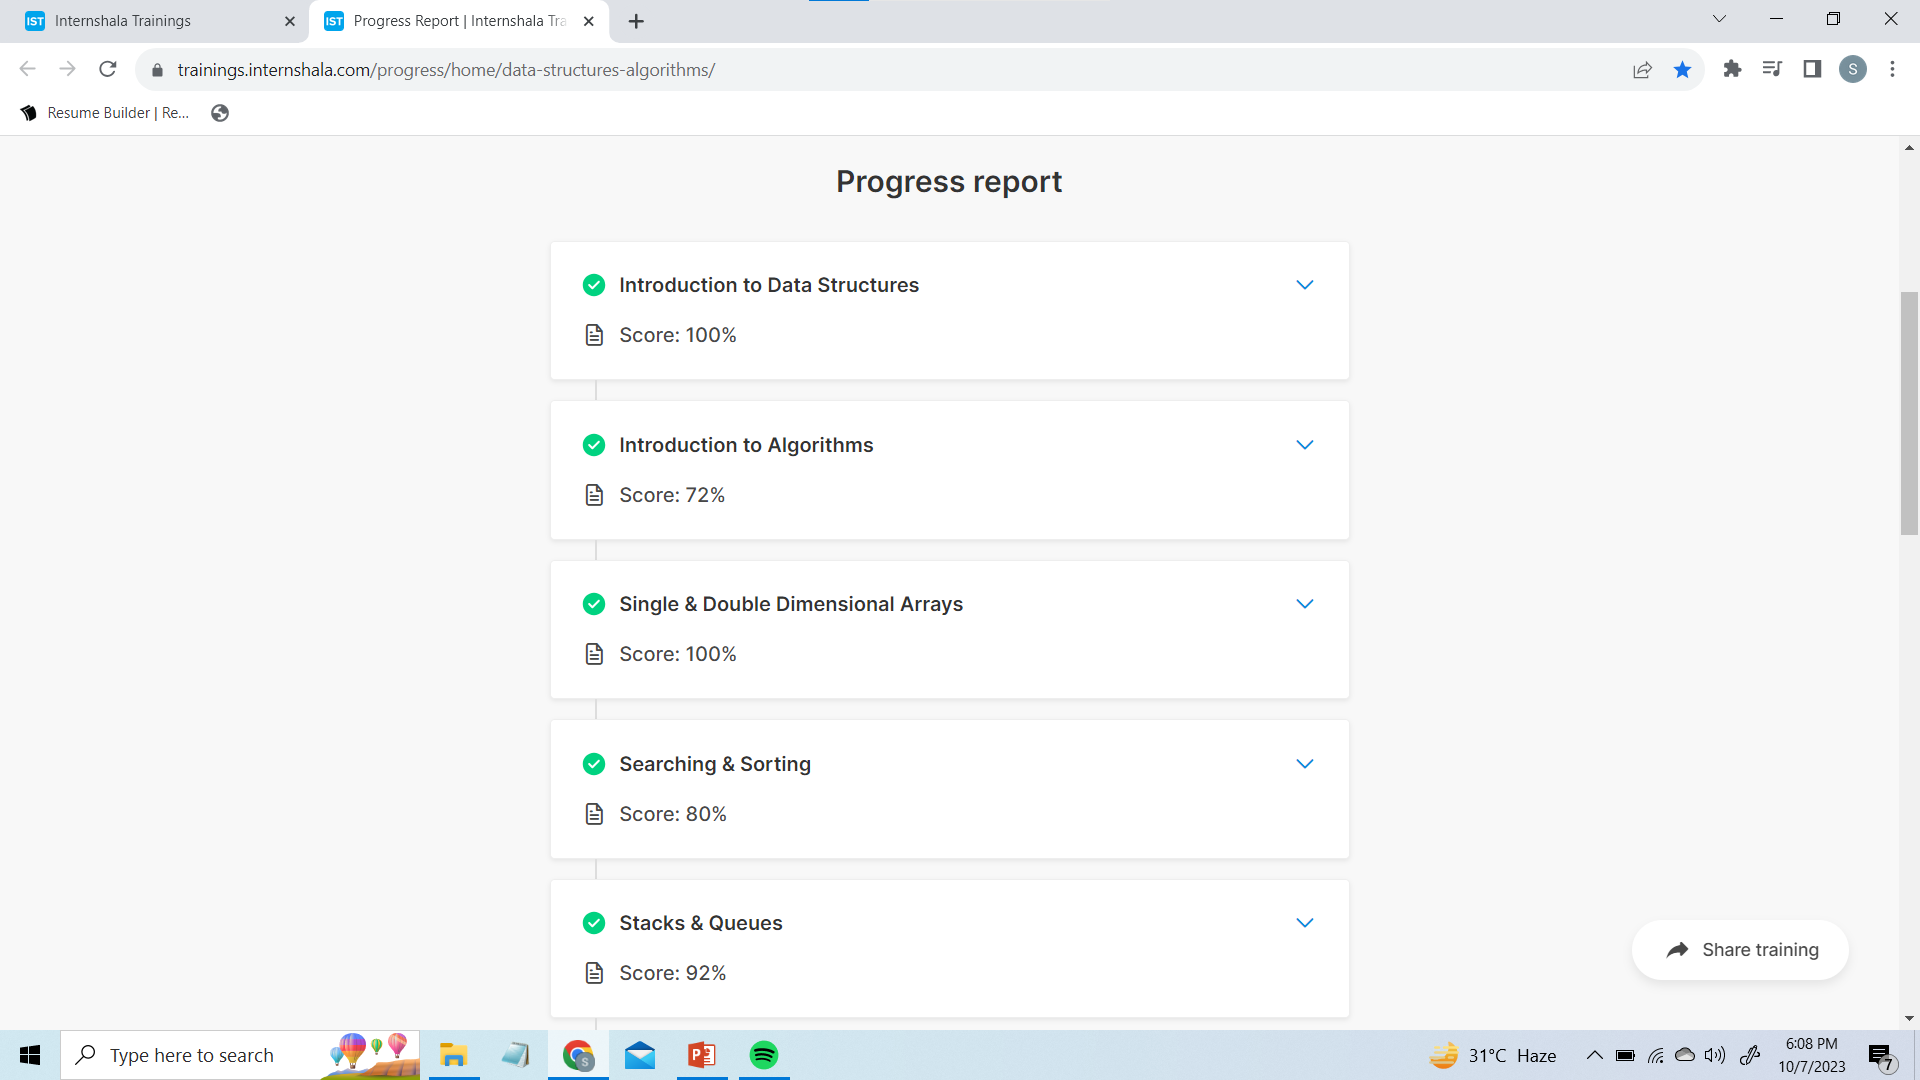 IST Internshala Trainings
IST Progress Report | Internshala Tra
trainings.internshala.com/progress/home/data-structures-algorithms/
S
Resume Builder | Re...
Progress report
Introduction to Data Structures
Score: 100%
Introduction to Algorithms
Score: 72%
Single & Double Dimensional Arrays
Score: 100%
Searching & Sorting
Score: 80%
Stacks & Queues
Score: 92%
Share training
Type here to search
S
31°C Haze
6:08 PM
10/7/2023
7